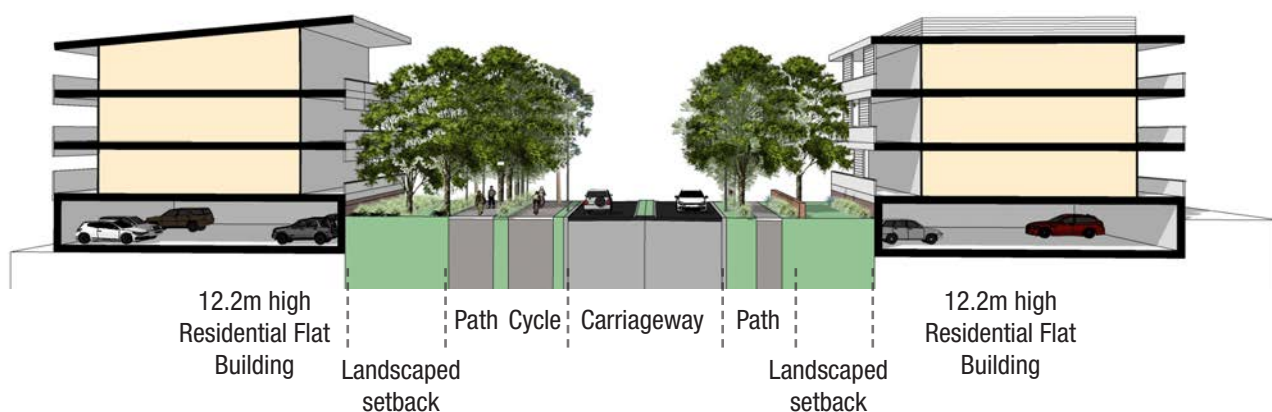 12.2m high
Residential Flat
Building
Landscaped
setback
Path
Cycle
Carriageway
Path
Landscaped
setback
12.2m high
Residential Flat
Building